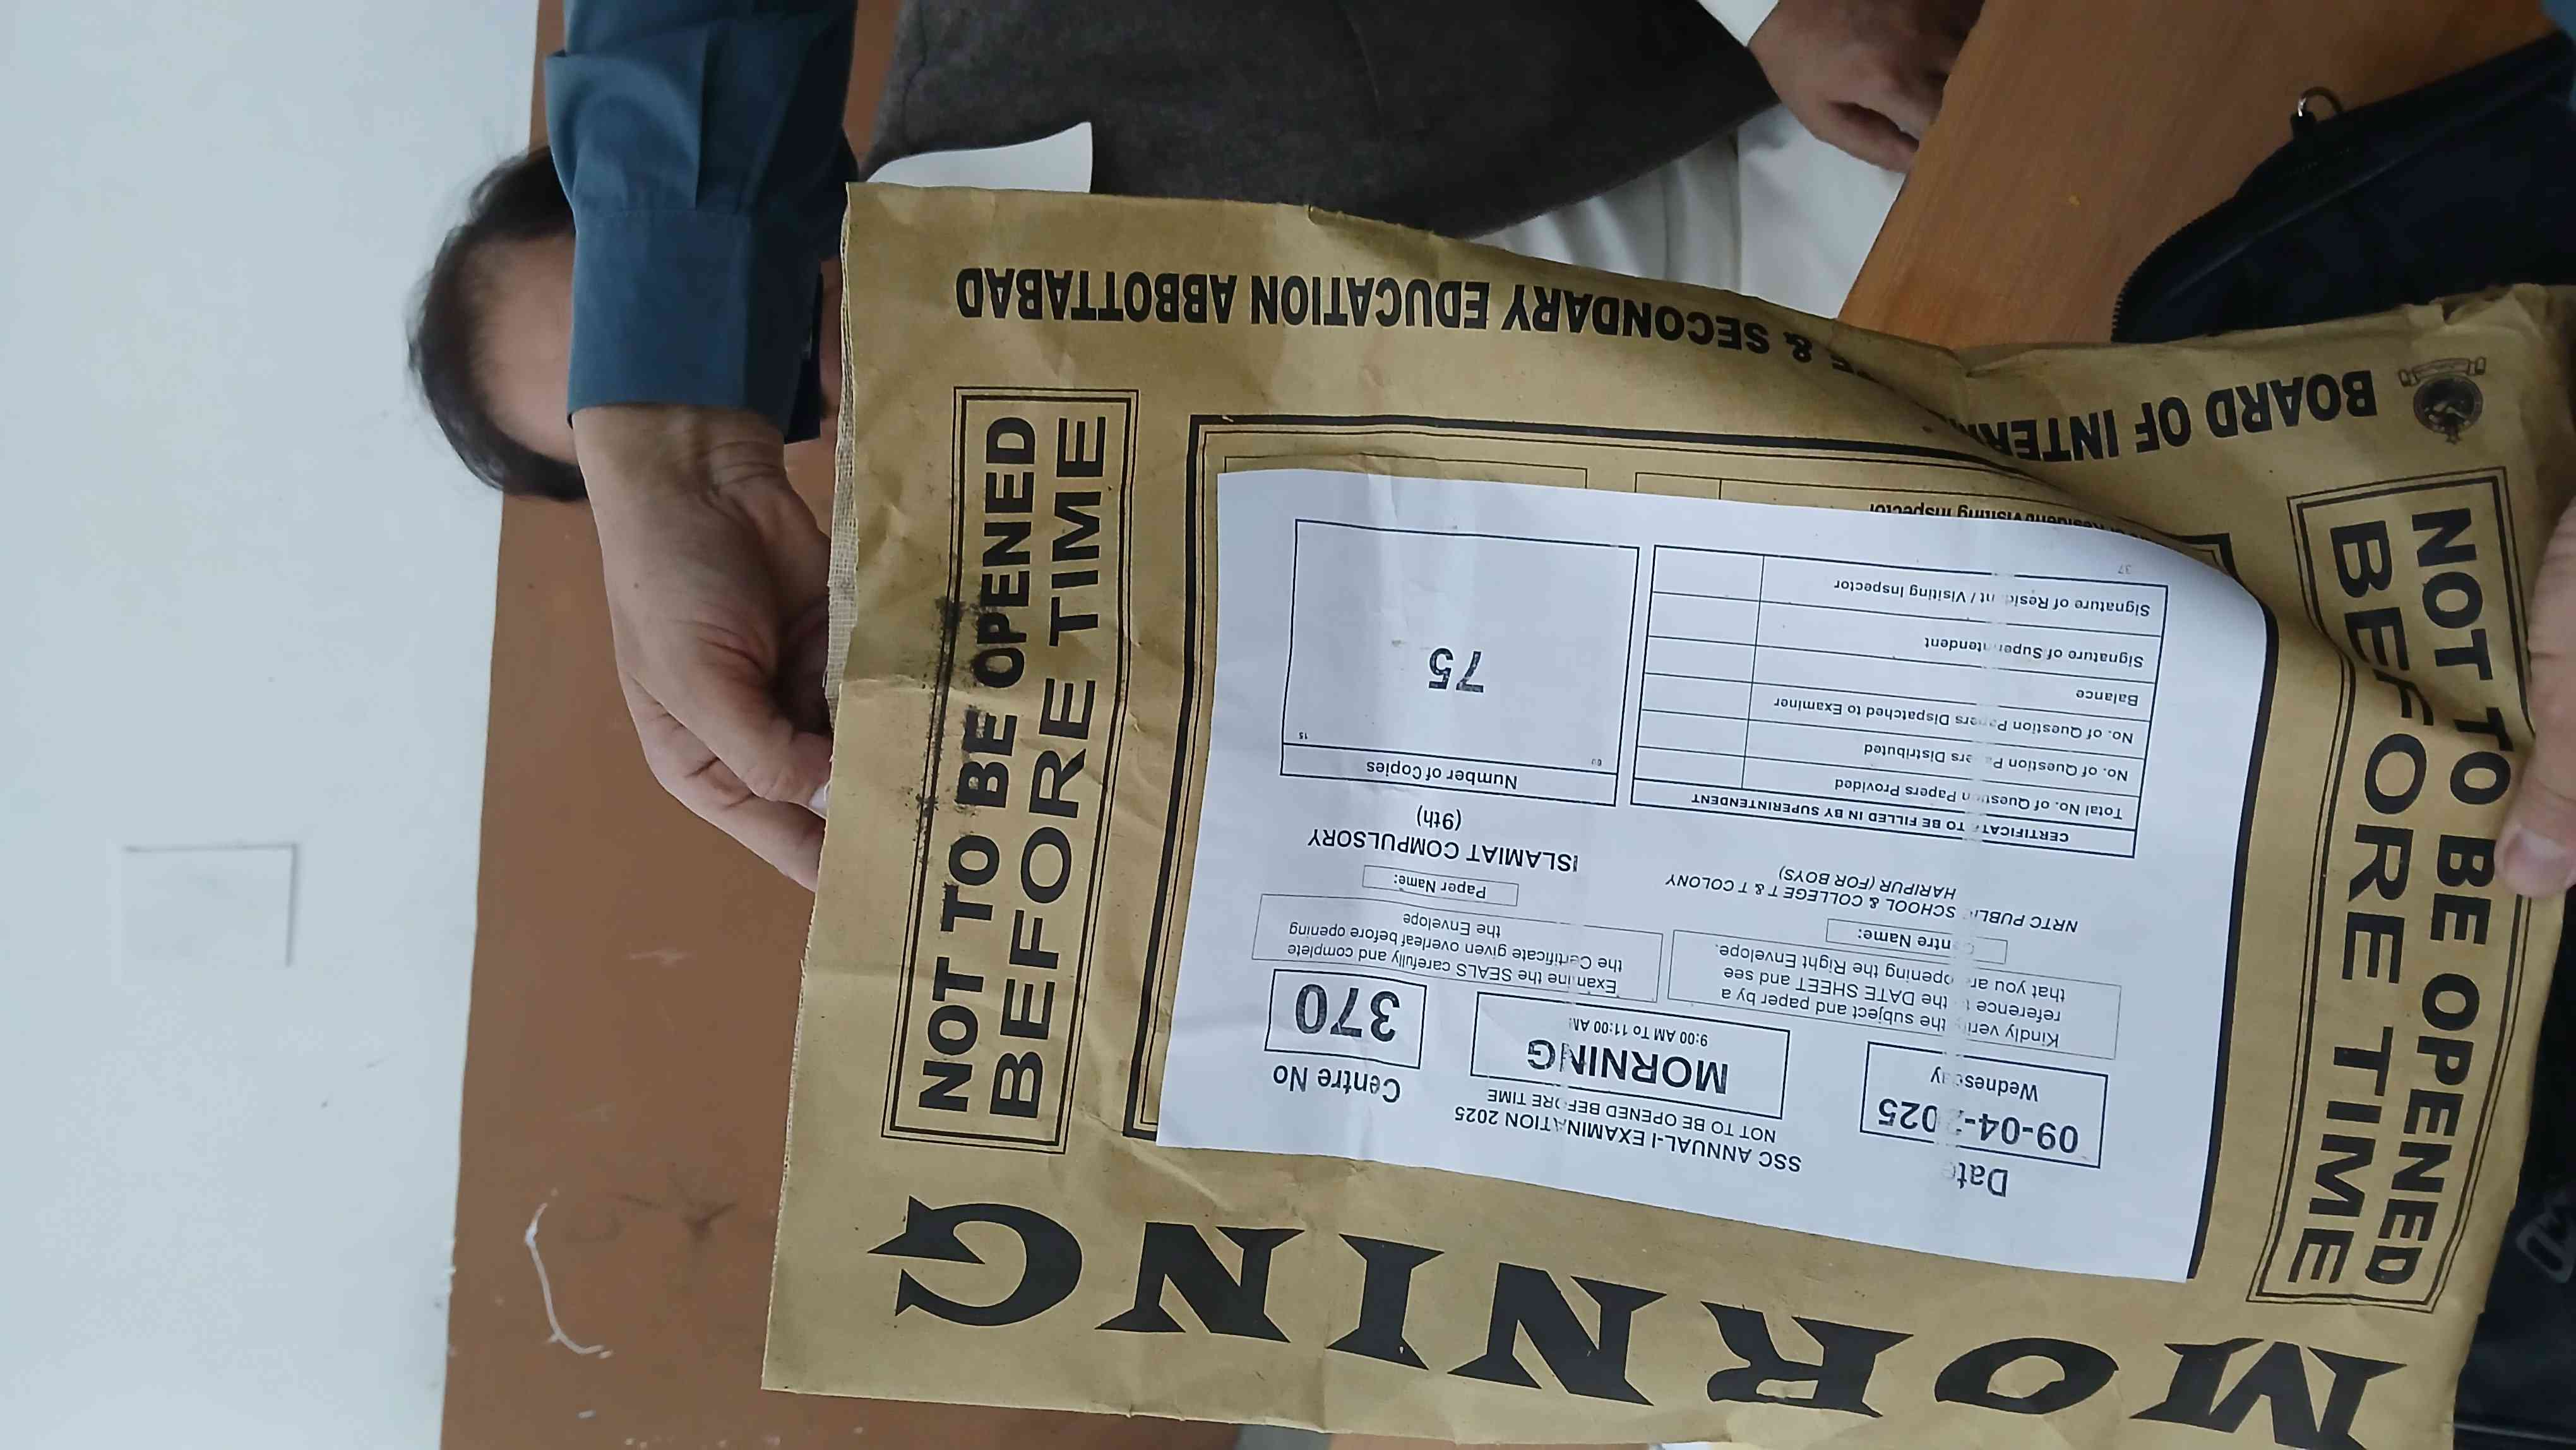 MORNING
NOT TO BE OPENED
BEFORE TIME
SSC ANNUAL-I EXAMINATION 2025
NOT TO BE OPENED BEFORE TIME
Date
09-04-2025
Wednesday
MORNING
9:00 AM To 11:00 AM
Centre No
370
Kindly verify the subject and paper by a
reference the DATE SHEET and see
that you are opening the Right Envelope.
Examine the SEALS carefully and complete
the Certificate given overleaf before opening
the Envelope
Centre Name:
NRTC PUBLIC SCHOOL & COLLEGE T & T COLONY
HARIPUR (FOR BOYS)
Paper Name:
ISLAMIAT COMPULSORY
(9th)
CERTIFICATE TO BE FILLED IN BY SUPERINTENDENT
Total No. of Question Papers Provided
No. of Question Papers Distributed
No. of Question Papers Dispatched to Examiner
Balance
Signature of Superintendent
Signature of Resident / Visiting Inspector
37
Number of Copies
60
15
75
Resident/Visiting Inspector
NOT TO BE OPENED
BEFORE TIME
BOARD OF & SECONDARY EDUCATION ABBOTTABAD